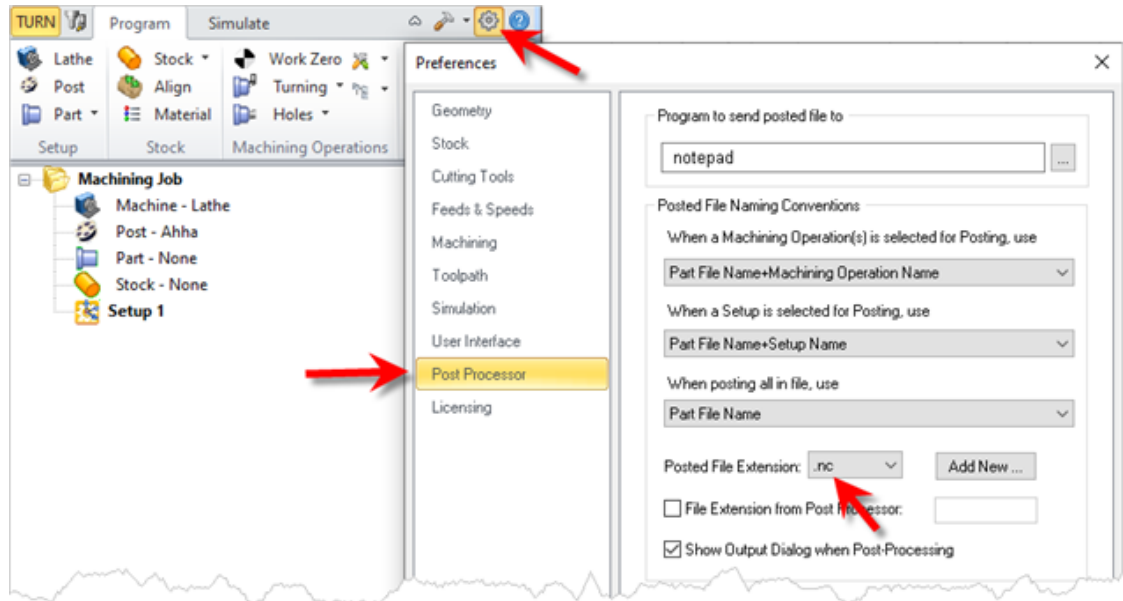 TURN
Program
Simulate
Lathe
Stock
Work Zero
Post
Align
Turning
Part
Material
Holes
Setup
Stock
Machining Operations
Machining Job
Machine - Lathe
Post - Ahha
Part - None
Stock - None
Setup 1
Preferences
Geometry
Stock
Cutting Tools
Feeds & Speeds
Machining
Toolpath
Simulation
User Interface
Post Processor
Licensing
Program to send posted file to
notepad
...
Posted File Naming Conventions
When a Machining Operation(s) is selected for Posting, use
Part File Name+Machining Operation Name
When a Setup is selected for Posting, use
Part File Name+Setup Name
When posting all in file, use
Part File Name
Posted File Extension: .nc Add New ...
File Extension from Post Processor:
Show Output Dialog when Post-Processing